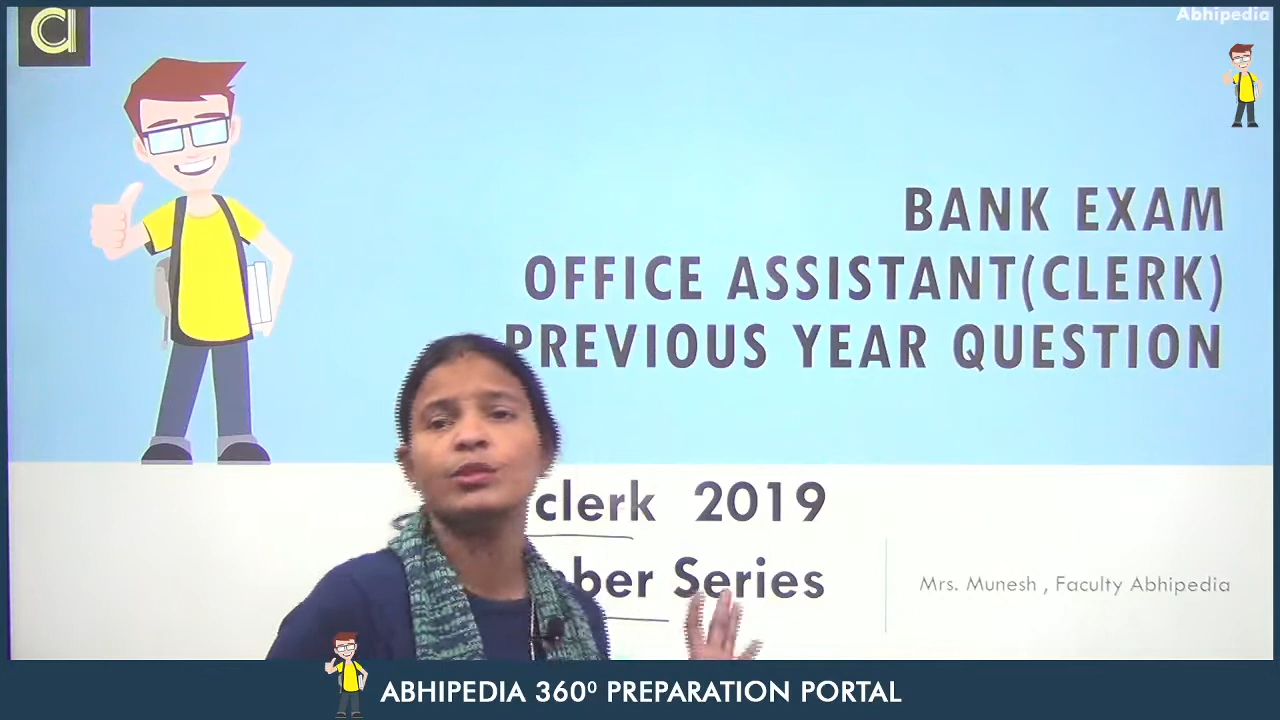 Abhipedia
BANK EXAM
OFFICE ASSISTANT(CLERK)
PREVIOUS YEAR QUESTION
clerk 2019
Series
Mrs. Munesh , Faculty Abhipedia
ABHIPEDIA 360⁰ PREPARATION PORTAL